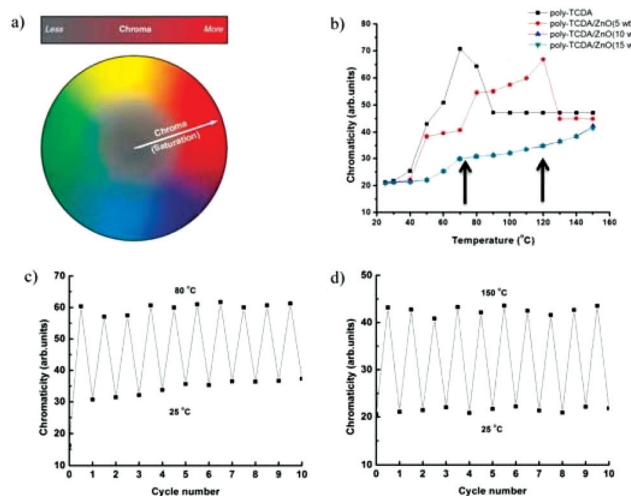 a)
Less Chroma More
Chroma
(Saturation)
b)
poly-TCDA
poly-TCDA/ZnO(5 wt
poly-TCDA/ZnO(10 w
poly-TCDA/ZnO(15 w
Chromaticity (arb.units)
80
70
60
50
40
30
20
10
20 40 60 80 100 120 140 160
Temperature (°C)
c)
Chromaticity (arb.units)
70
60
50
40
30
20
10
80 °C
25 °C
0 1 2 3 4 5 6 7 8 9 10
Cycle number
d)
Chromaticity (arb.units)
50
40
30
20
10
150 °C
25 °C
0 1 2 3 4 5 6 7 8 9 10
Cycle number